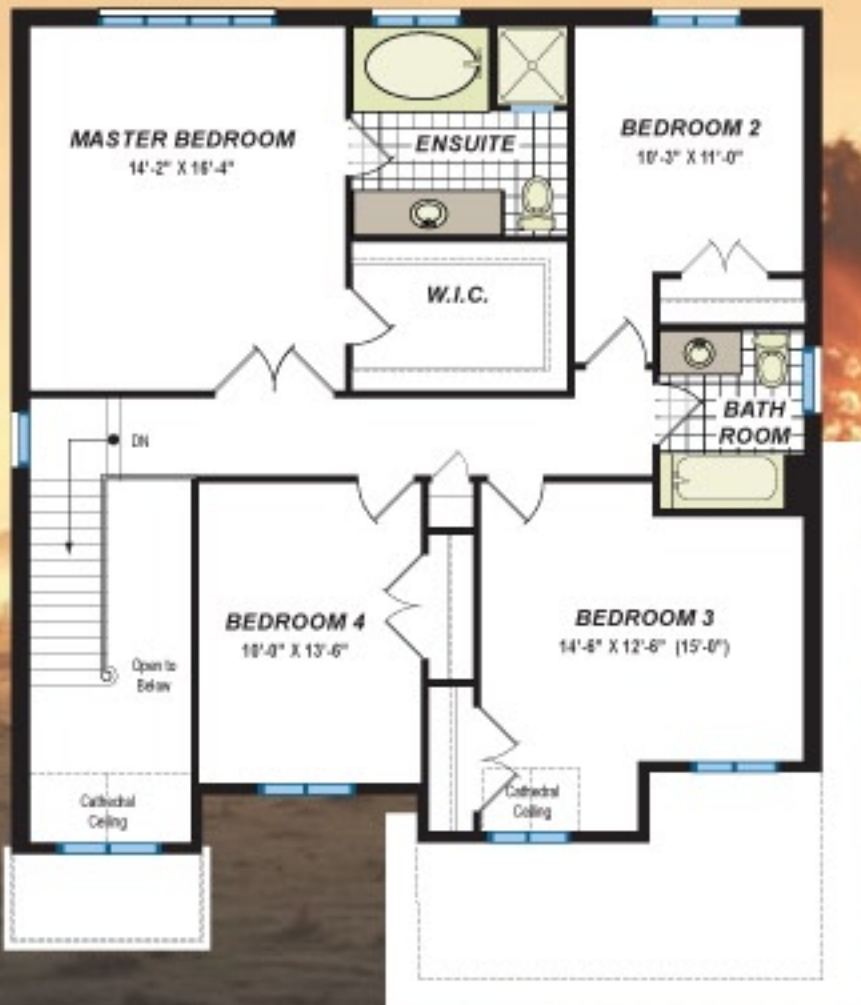 MASTER BEDROOM
14'-2" X 16'-4"
ENSUITE
BEDROOM 2
10'-3" X 11'-0"
W.I.C.
BATH
ROOM
DN
BEDROOM 4
10'-0" X 13'-6"
BEDROOM 3
14'-6" X 12'-6" (15'-0")
Open to
Below
Cathedral
Ceiling
Cathedral
Ceiling